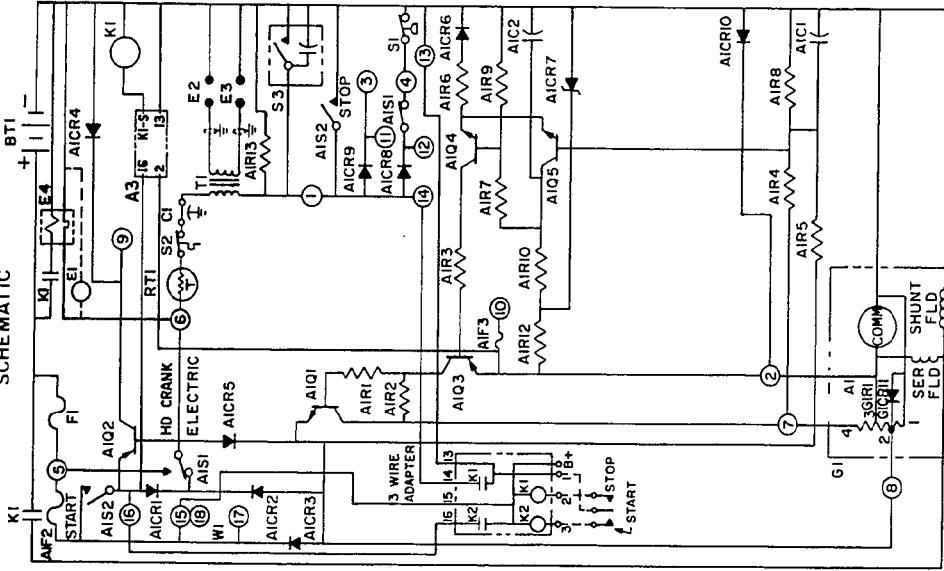 SCHEMATIC
BT1
+
-
K1
E4
K1
E1
A1CR4
9
A3
16 K1-S 13
2
K1
E2
E3
T1
A1R13
S3
A1S2
STOP
S1
13
4
3
A1S1
A1CR9
11
A1CR8
12
14
1
C1
S2
RT1
T
6
HD CRANK
ELECTRIC
F1
5
A1F2
START
A1S2
A1S1
A1Q2
A1CR5
16
A1CR1
15
18
W1
17
A1CR2
A1CR3
A1CR6
A1R6
A1R9
A1C2
A1CR7
A1Q4
A1Q5
A1R7
A1R3
A1R10
A1R12
A1F3
10
A1Q1
A1R1
A1R2
A1Q3
A1CR10
A1R8
A1C1
A1R4
A1R5
2
7
3 WIRE
ADAPTER
16 15 14 13
K2
K1
K2
K1
3
2
1
B+
STOP
START
8
G1
4
3
2
1
G1R1
G1CR11
A1
COMM
SER
FLD
SHUNT
FLD